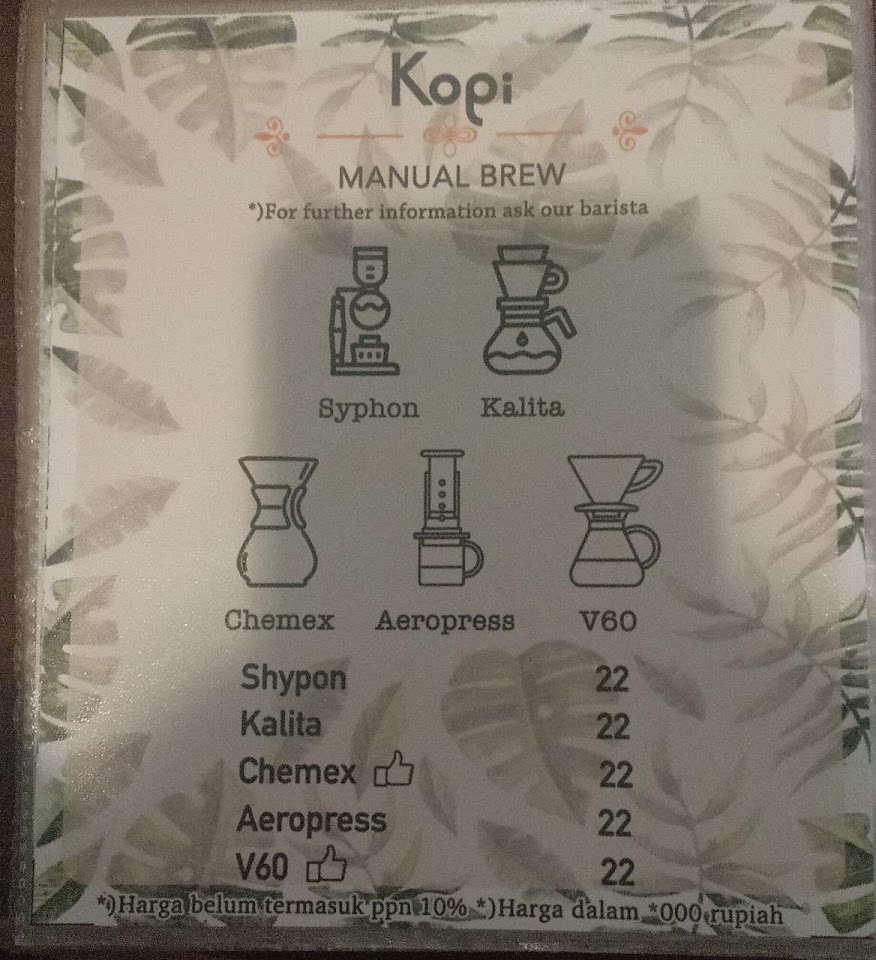 Kopi
MANUAL BREW
*)For further information ask our barista
Syphon Kalita
Chemex Aeropress V60
Shypon 22
Kalita 22
Chemex 22
Aeropress 22
V60 22
*)Harga belum termasuk ppn 10% *)Harga dalam *000 rupiah